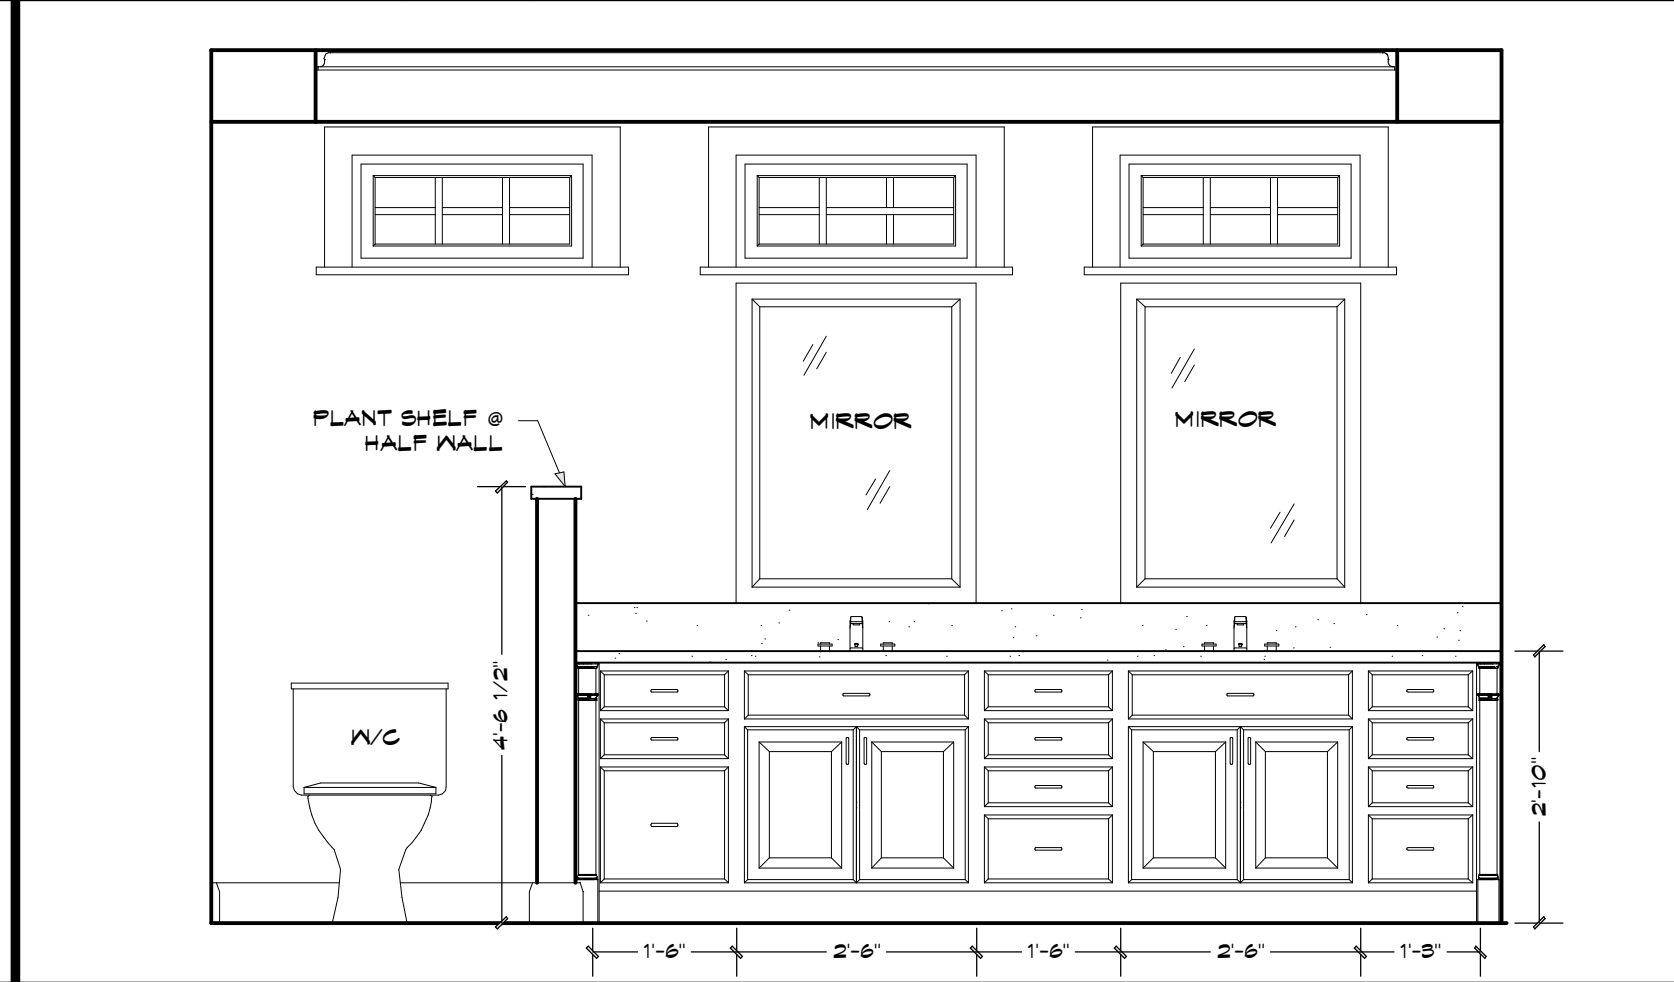 PLANT SHELF @
HALF WALL
MIRROR
MIRROR
W/C
4'-6 1/2"
2'-10"
1'-6"
2'-6"
1'-6"
2'-6"
1'-3"